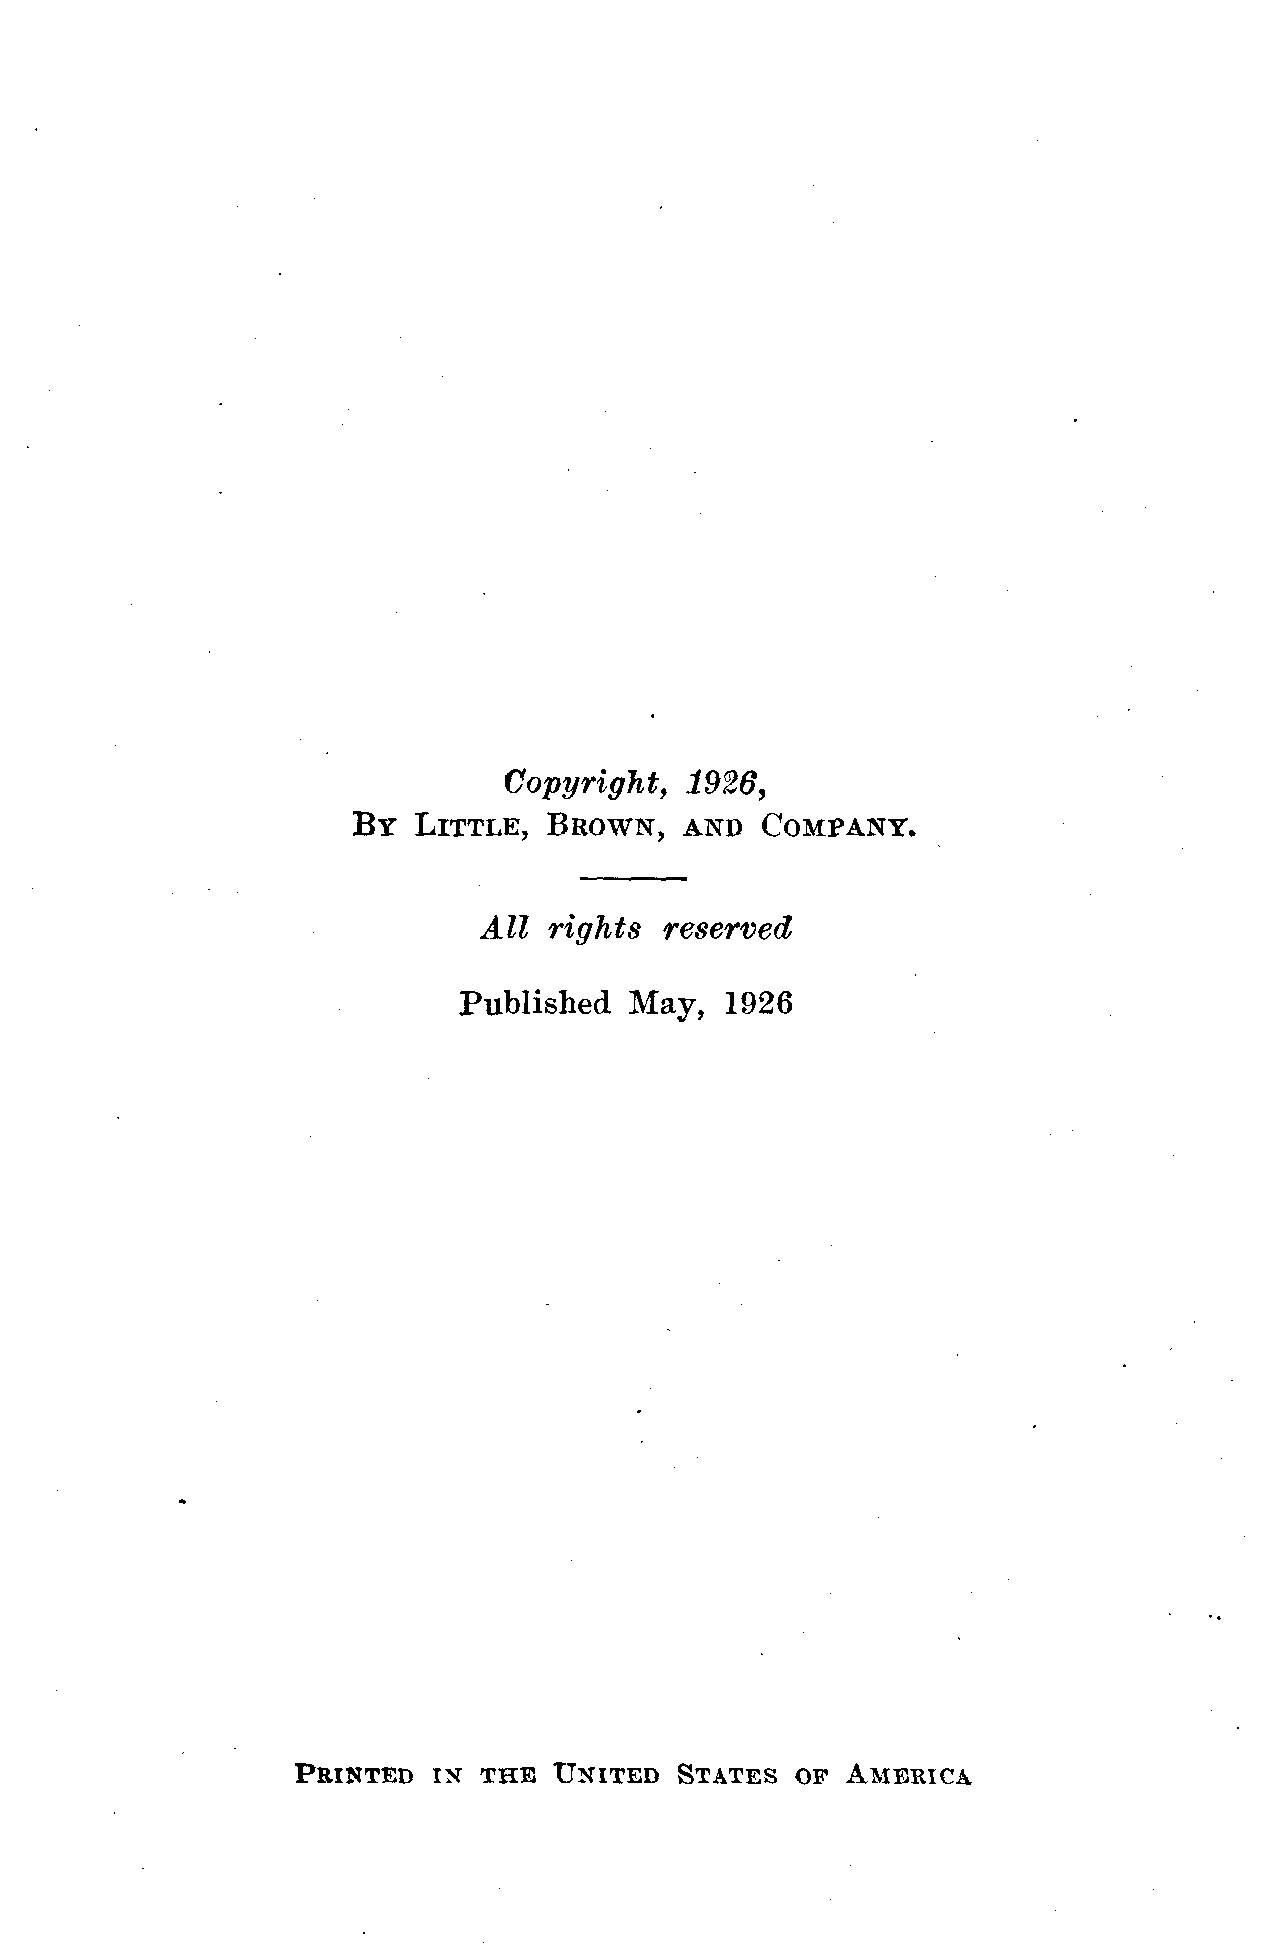 Copyright, 1926,
By Little, Brown, and Company.
All rights reserved
Published May, 1926
Printed in the United States of America